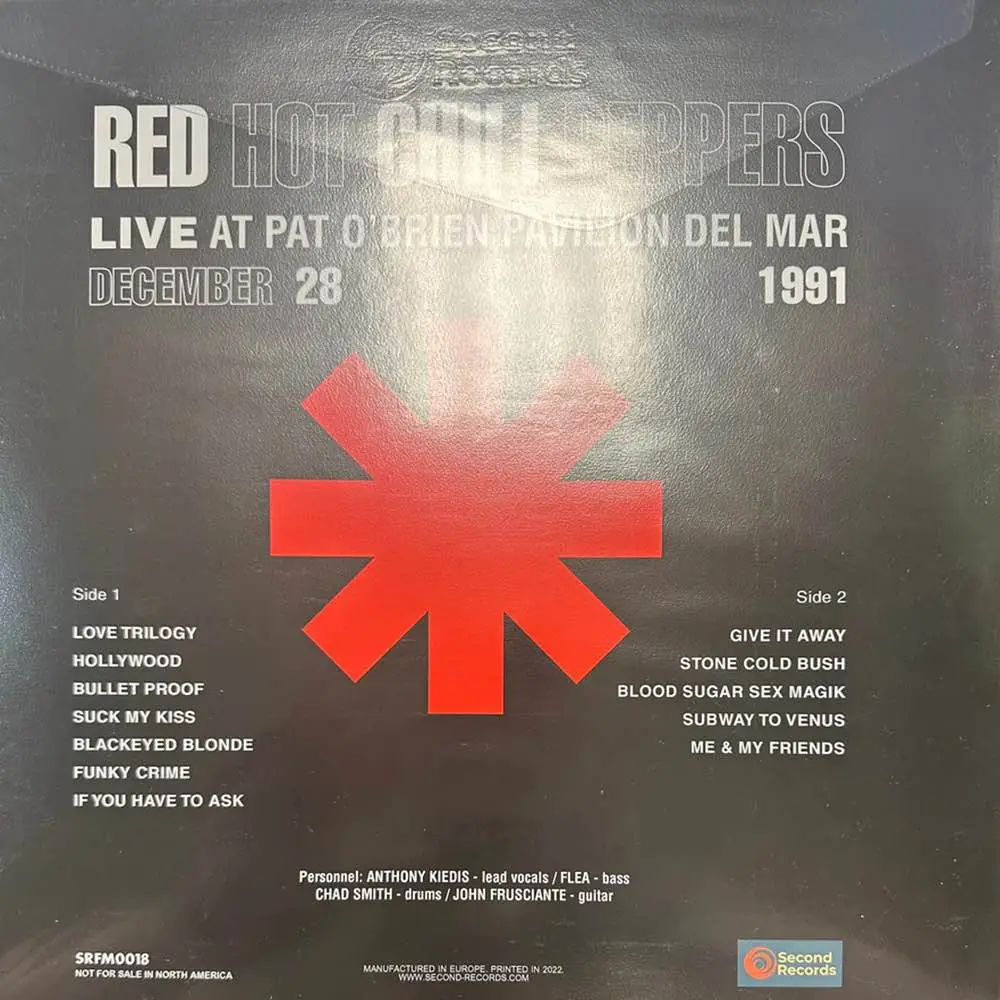 Second
Records
RED HOT CHILI PEPPERS
LIVE AT PAT O'BRIEN PAVILION DEL MAR
DECEMBER 28 1991
Side 1
LOVE TRILOGY
HOLLYWOOD
BULLET PROOF
SUCK MY KISS
BLACKEYED BLONDE
FUNKY CRIME
IF YOU HAVE TO ASK
Side 2
GIVE IT AWAY
STONE COLD BUSH
BLOOD SUGAR SEX MAGIK
SUBWAY TO VENUS
ME & MY FRIENDS
Personnel: ANTHONY KIEDIS - lead vocals / FLEA - bass
CHAD SMITH - drums / JOHN FRUSCIANTE - guitar
SRFM0018
NOT FOR SALE IN NORTH AMERICA
MANUFACTURED IN EUROPE. PRINTED IN 2022.
WWW.SECOND-RECORDS.COM
Second
Records